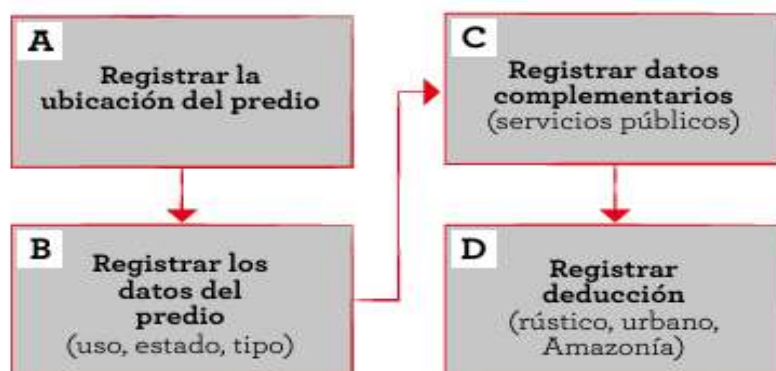 A
Registrar la
ubicación del predio
B
Registrar los
datos del
predio
(uso, estado, tipo)
C
Registrar datos
complementarios
(servicios públicos)
D
Registrar
deducción
(rústico, urbano,
Amazonía)